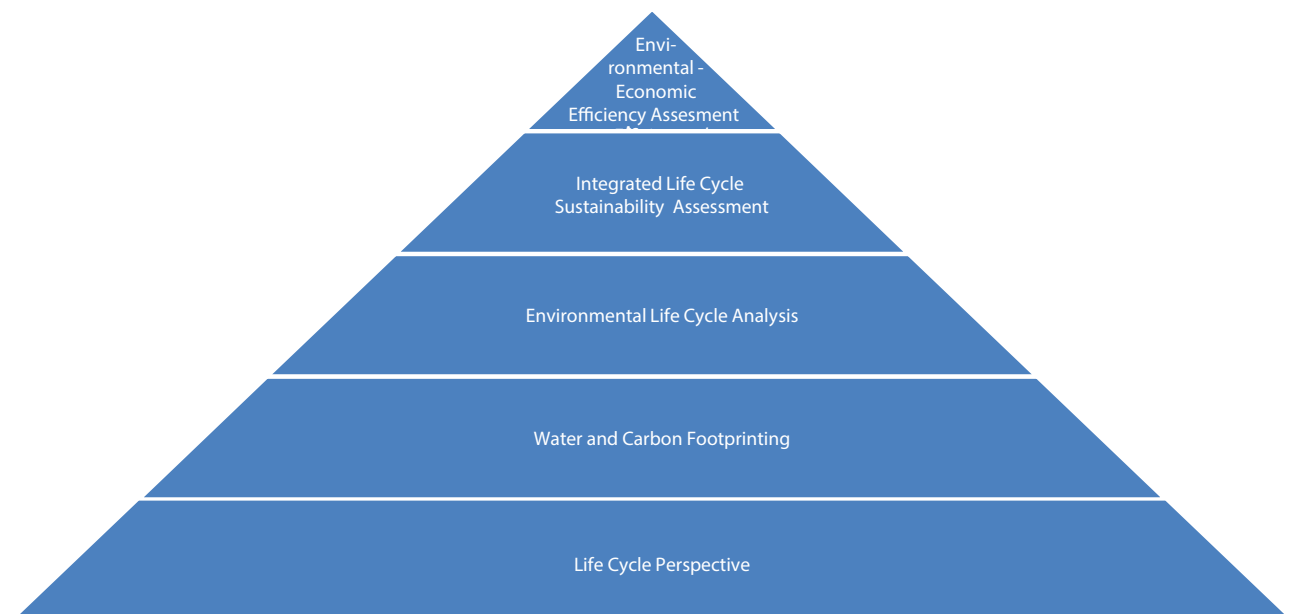 Envi-
ronmental -
Economic
Efficiency Assesment
Integrated Life Cycle
Sustainability Assessment
Environmental Life Cycle Analysis
Water and Carbon Footprinting
Life Cycle Perspective